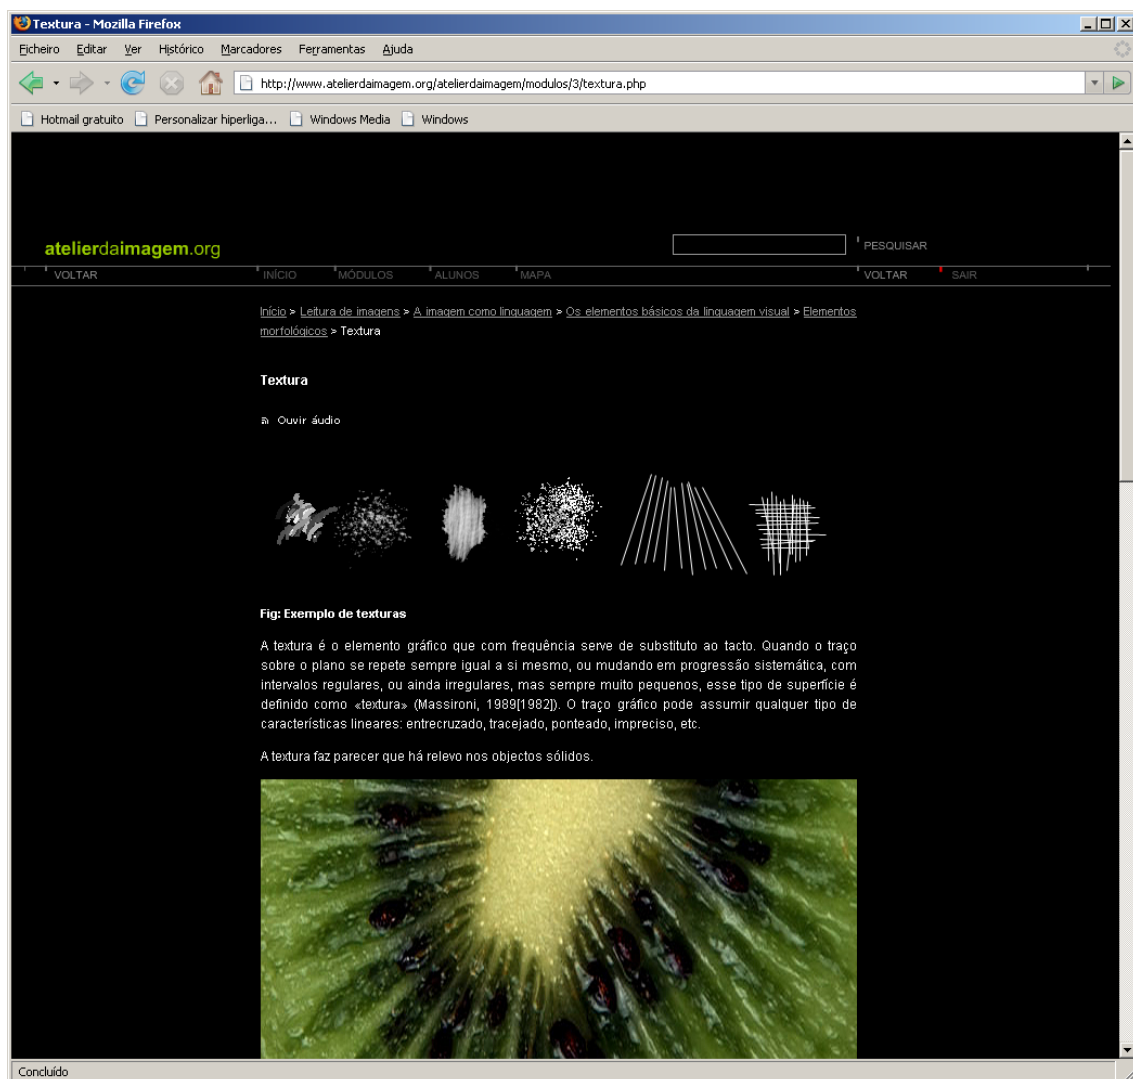 Textura - Mozilla Firefox
Ficheiro Editar Ver Histórico Marcadores Ferramentas Ajuda
http://www.atelierdaimagem.org/atelierdaimagem/modulos/3/textura.php
Hotmail gratuito Personalizar hiperliga... Windows Media Windows
atelierdaimagem.org PESQUISAR
VOLTAR INÍCIO MÓDULOS ALUNOS MAPA VOLTAR SAIR
Início > Leitura de imagens > A imagem como linguagem > Os elementos básicos da linguagem visual > Elementos
morfológicos > Textura
Textura
Ouvir áudio
Fig: Exemplo de texturas
A textura é o elemento gráfico que com frequência serve de substituto ao tacto. Quando o traço
sobre o plano se repete sempre igual a si mesmo, ou mudando em progressão sistemática, com
intervalos regulares, ou ainda irregulares, mas sempre muito pequenos, esse tipo de superfície é
definido como «textura» (Massironi, 1989[1982]). O traço gráfico pode assumir qualquer tipo de
características lineares: entrecruzado, tracejado, ponteado, impreciso, etc.
A textura faz parecer que há relevo nos objectos sólidos.
Concluído